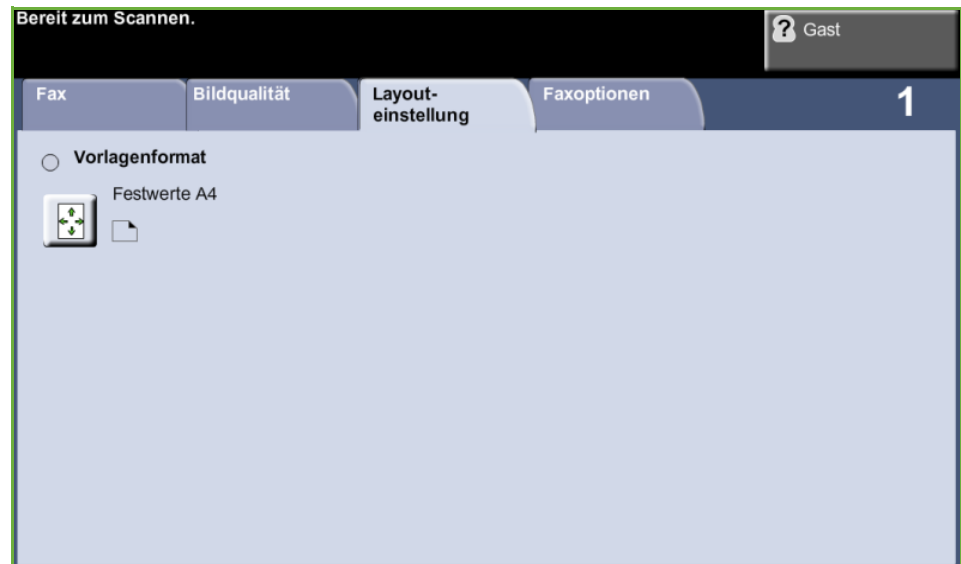 Bereit zum Scannen.
? Gast
Fax
Bildqualität
Layout-
einstellung
Faxoptionen
1
Vorlagenformat
Festwerte A4